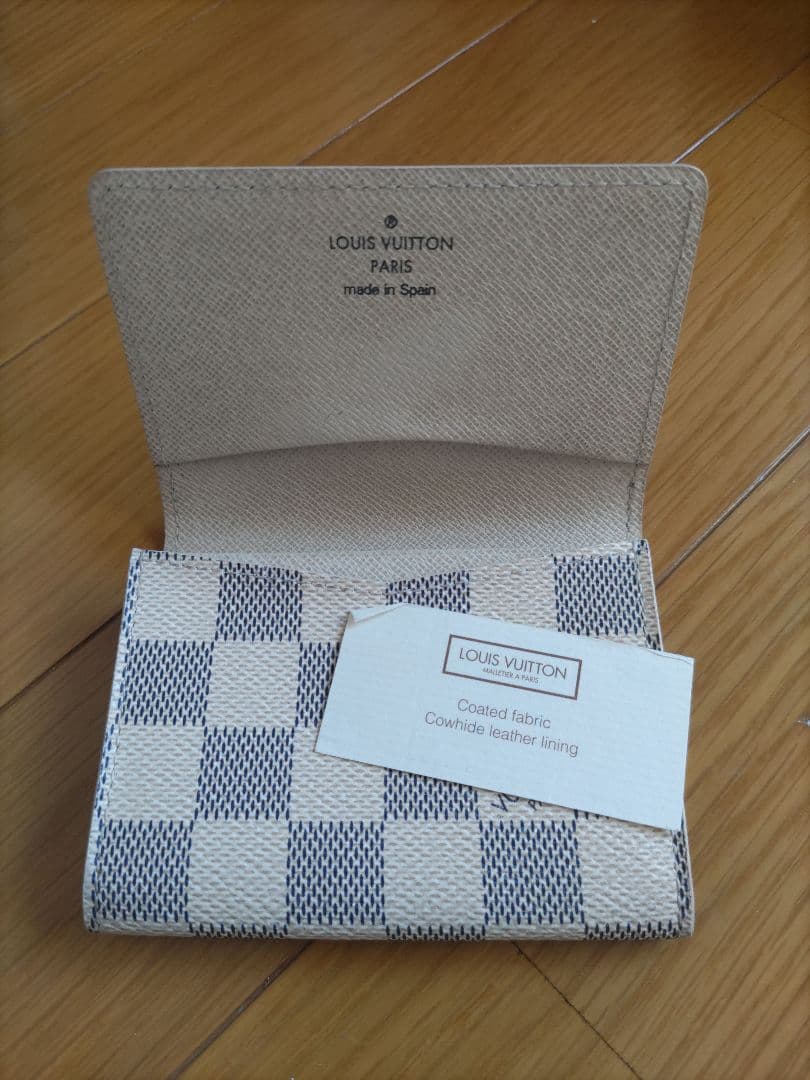 LOUIS VUITTON
PARIS
made in Spain
LOUIS VUITTON
MALLETIER A PARIS
Coated fabric
Cowhide leather lining